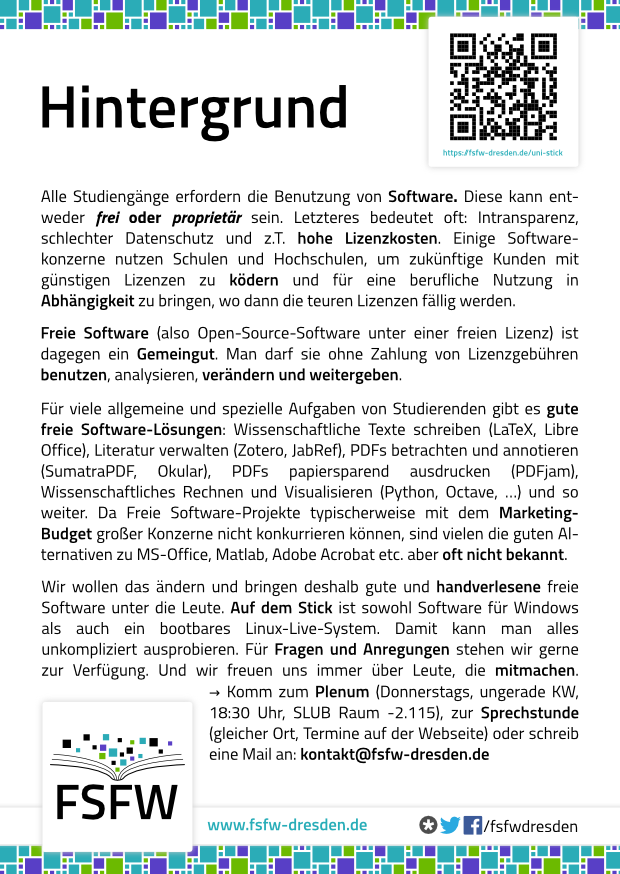 https://fsfw-dresden.de/uni-stick
Hintergrund
Alle Studiengänge erfordern die Benutzung von Software. Diese kann ent-
weder frei oder proprietär sein. Letzteres bedeutet oft: Intransparenz,
schlechter Datenschutz und z.T. hohe Lizenzkosten. Einige Software-
konzerne nutzen Schulen und Hochschulen, um zukünftige Kunden mit
günstigen Lizenzen zu ködern und für eine berufliche Nutzung in
Abhängigkeit zu bringen, wo dann die teuren Lizenzen fällig werden.
Freie Software (also Open-Source-Software unter einer freien Lizenz) ist
dagegen ein Gemeingut. Man darf sie ohne Zahlung von Lizenzgebühren
benutzen, analysieren, verändern und weitergeben.
Für viele allgemeine und spezielle Aufgaben von Studierenden gibt es gute
freie Software-Lösungen: Wissenschaftliche Texte schreiben (LaTeX, Libre
Office), Literatur verwalten (Zotero, JabRef), PDFs betrachten und annotieren
(SumatraPDF, Okular), PDFs papiersparend ausdrucken (PDFjam),
Wissenschaftliches Rechnen und Visualisieren (Python, Octave, …) und so
weiter. Da Freie Software-Projekte typischerweise mit dem Marketing-
Budget großer Konzerne nicht konkurrieren können, sind vielen die guten Al-
ternativen zu MS-Office, Matlab, Adobe Acrobat etc. aber oft nicht bekannt.
Wir wollen das ändern und bringen deshalb gute und handverlesene freie
Software unter die Leute. Auf dem Stick ist sowohl Software für Windows
als auch ein bootbares Linux-Live-System. Damit kann man alles
unkompliziert ausprobieren. Für Fragen und Anregungen stehen wir gerne
zur Verfügung. Und wir freuen uns immer über Leute, die mitmachen.
→ Komm zum Plenum (Donnerstags, ungerade KW,
18:30 Uhr, SLUB Raum -2.115), zur Sprechstunde
(gleicher Ort, Termine auf der Webseite) oder schreib
eine Mail an: kontakt@fsfw-dresden.de
FSFW
www.fsfw-dresden.de
/fsfwdresden